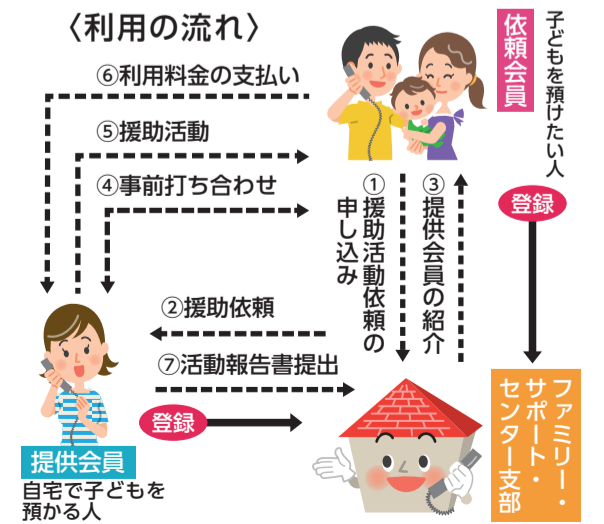 〈利用の流れ〉
⑥利用料金の支払い
⑤援助活動
④事前打ち合わせ
依頼会員
子どもを預けたい人
①援助活動依頼の
申し込み
③提供会員の紹介
登録
②援助依頼
⑦活動報告書提出
登録
提供会員
自宅で子どもを
預かる人
ファミリー・
サポート・
センター支部